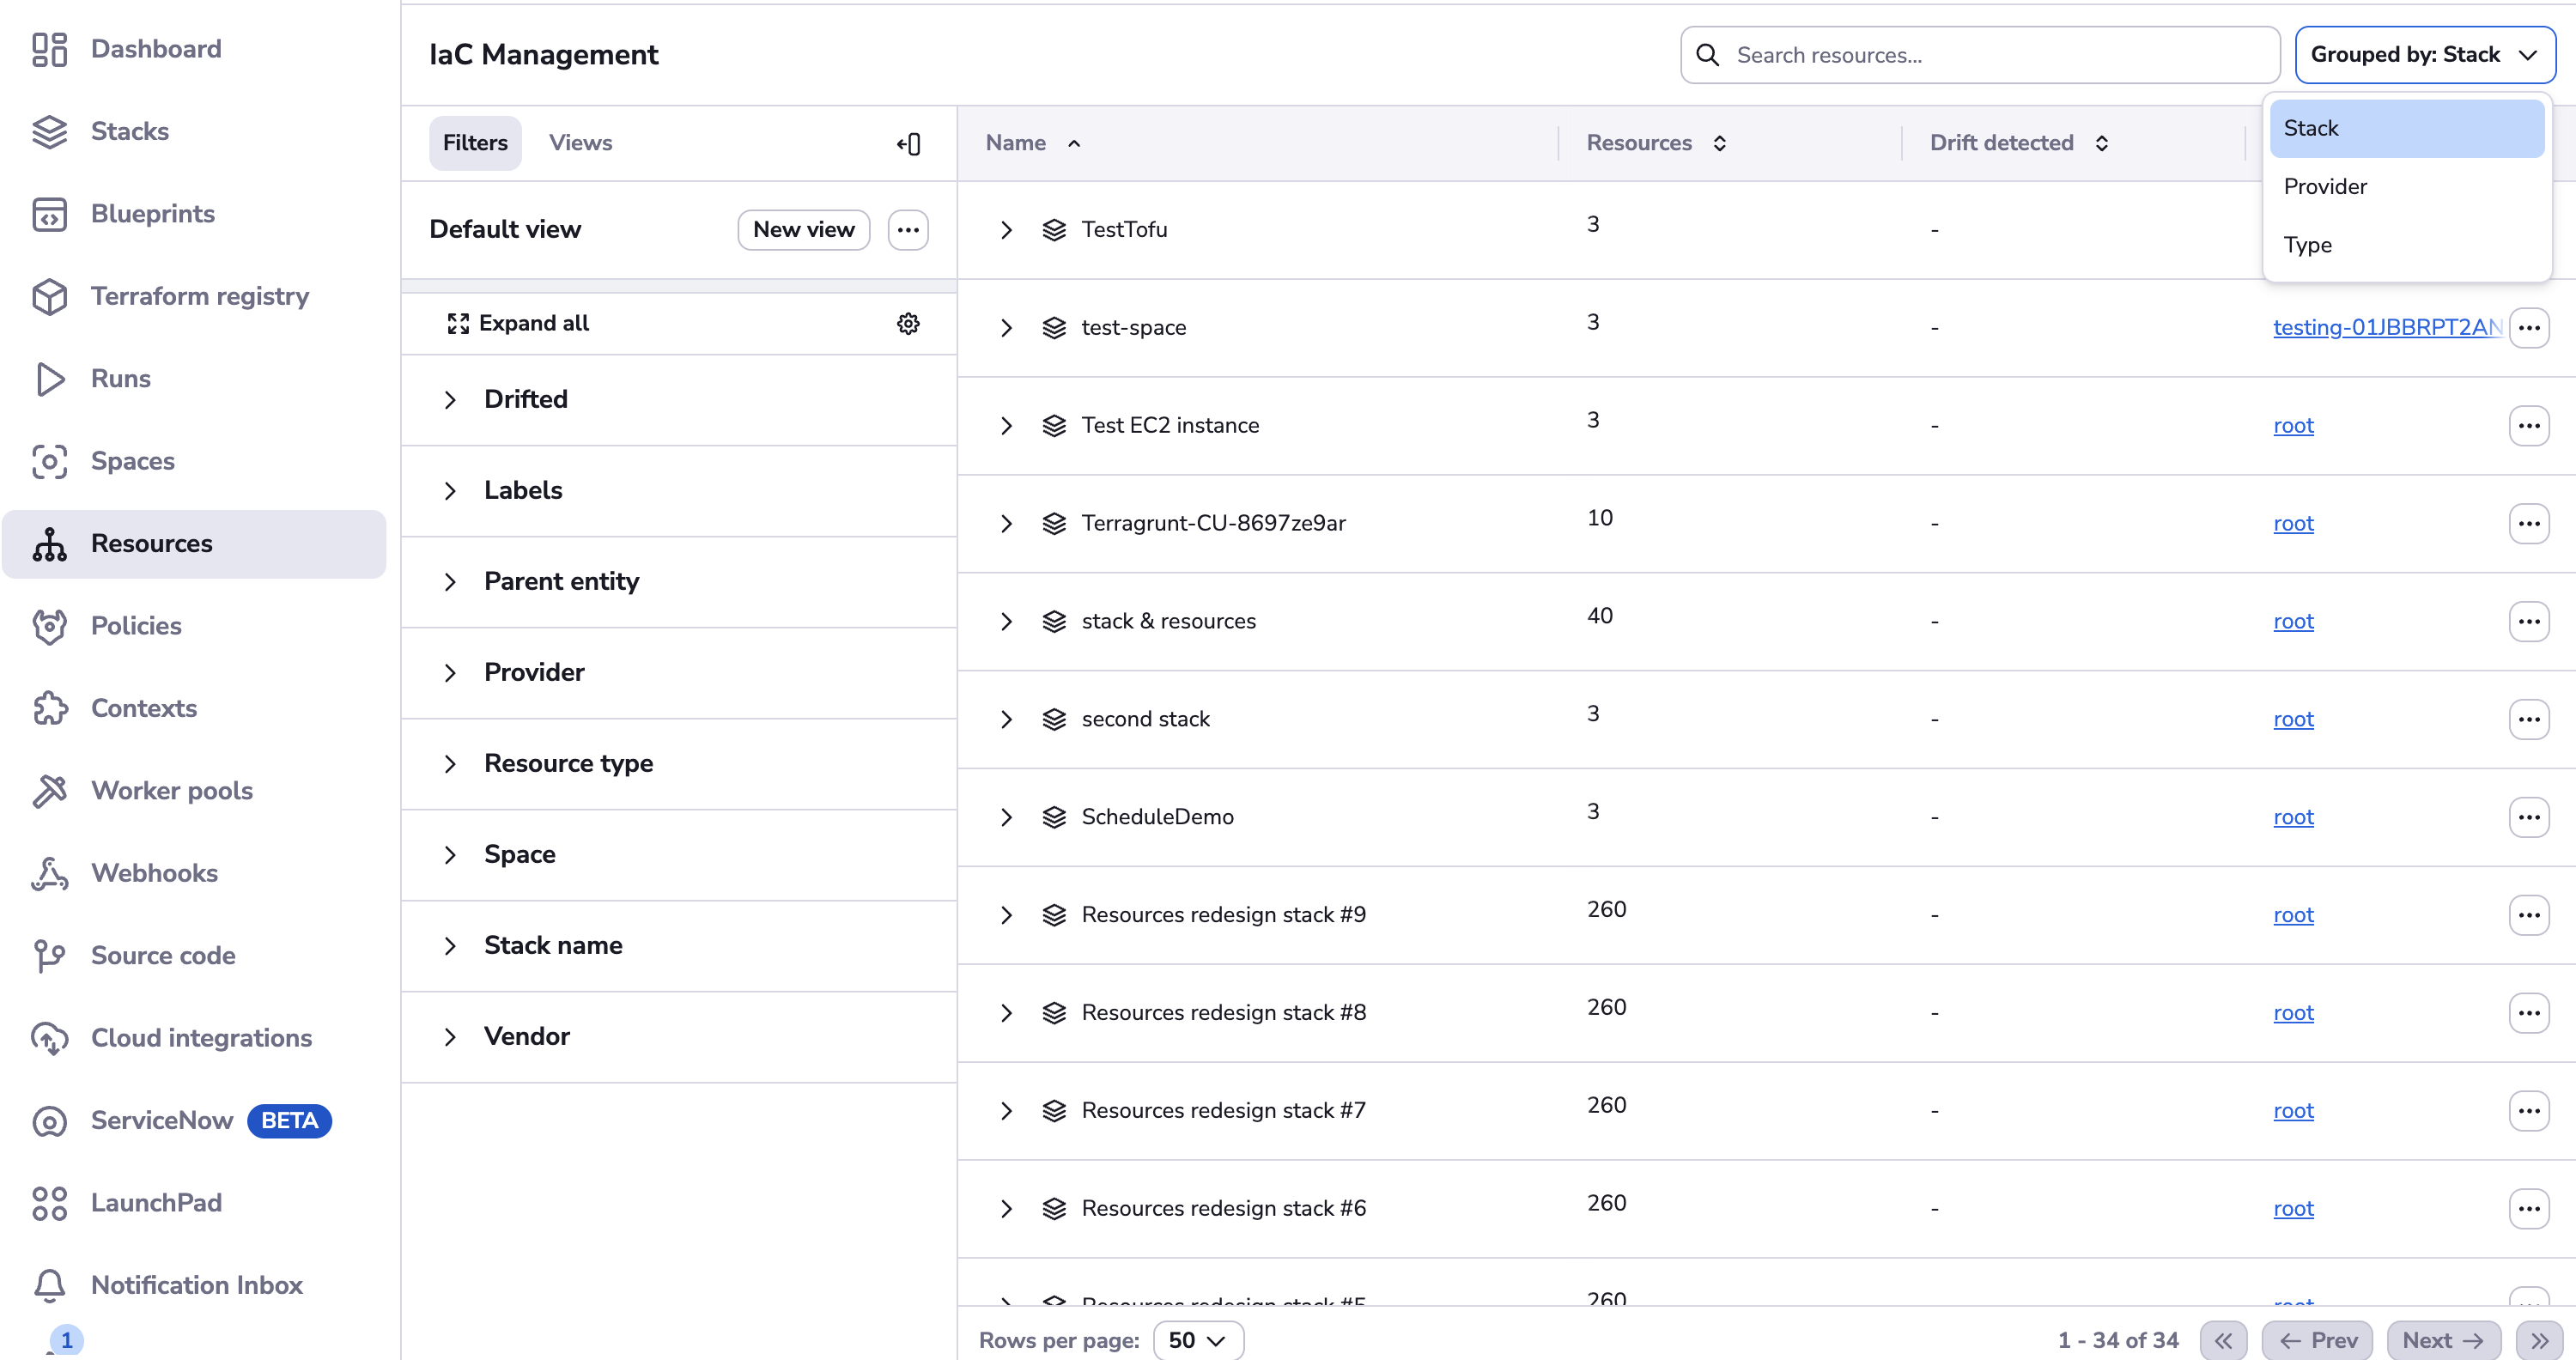 Dashboard
Stacks
Blueprints
Terraform registry
Runs
Spaces
Resources
Policies
Contexts
Worker pools
Webhooks
Source code
Cloud integrations
ServiceNow BETA
LaunchPad
Notification Inbox
1
IaC Management
Search resources...
Grouped by: Stack
Stack
Provider
Type
Filters Views
Default view New view
Expand all
Drifted
Labels
Parent entity
Provider
Resource type
Space
Stack name
Vendor
Name Resources Drift detected
TestTofu 3 -
test-space 3 - testing-01JBBRPT2AN
Test EC2 instance 3 - root
Terragrunt-CU-8697ze9ar 10 - root
stack & resources 40 - root
second stack 3 - root
ScheduleDemo 3 - root
Resources redesign stack #9 260 - root
Resources redesign stack #8 260 - root
Resources redesign stack #7 260 - root
Resources redesign stack #6 260 - root
Resources redesign stack #5 260 root
Rows per page: 50 1 - 34 of 34 Prev Next